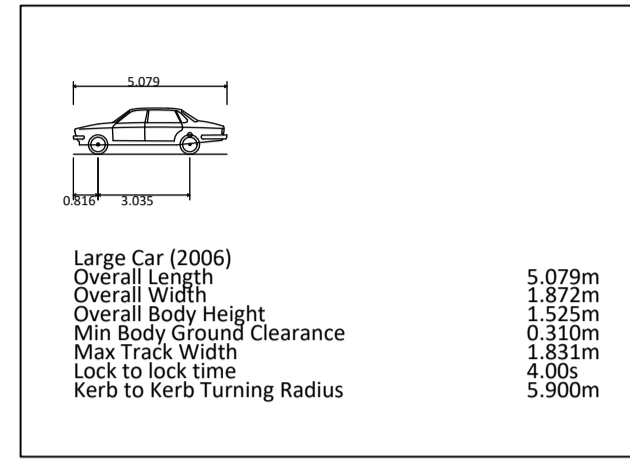 5.079
0.816 3.035
Large Car (2006)
Overall Length 5.079m
Overall Width 1.872m
Overall Body Height 1.525m
Min Body Ground Clearance 0.310m
Max Track Width 1.831m
Lock to lock time 4.00s
Kerb to Kerb Turning Radius 5.900m